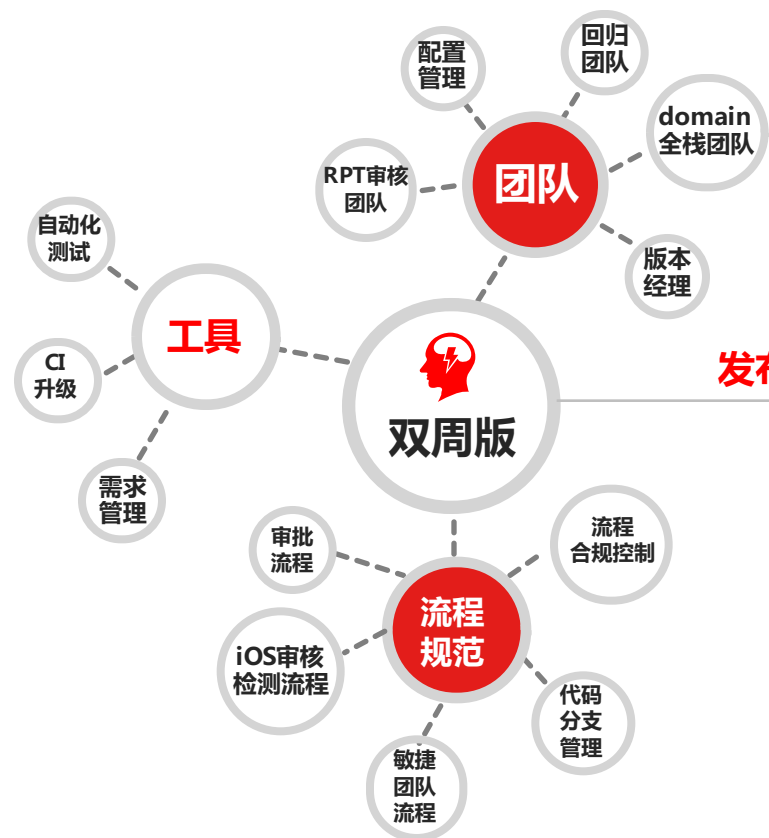 配置
管理
回归
团队
domain
全栈团队
RPT审核
团队
团队
版本
经理
自动化
测试
工具
CI
升级
需求
管理
双周版
发布
审批
流程
流程
合规控制
流程
规范
iOS审核
检测流程
代码
分支
管理
敏捷
团队
流程